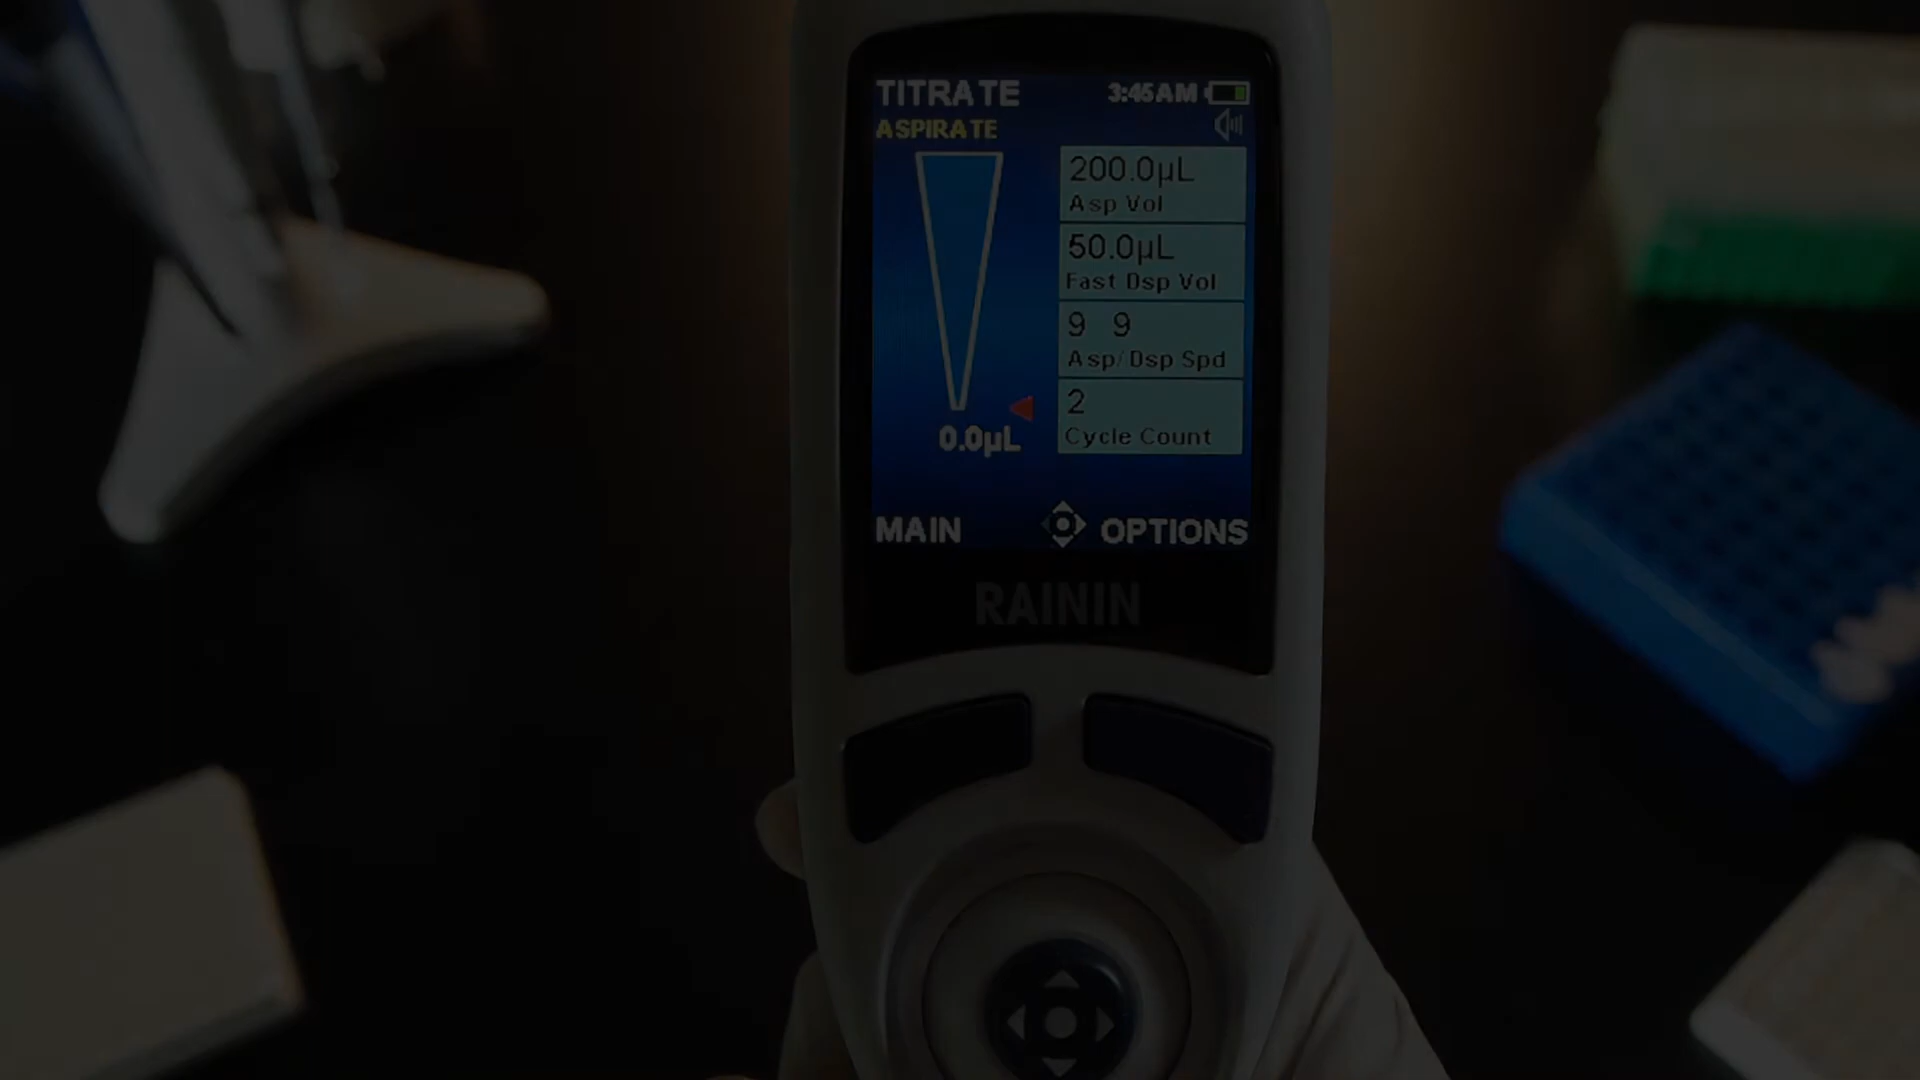 TITRATE 3:45AM
ASPIRATE
200.0µL
Asp Vol
50.0µL
Fast Dsp Vol
9 9
Asp/Dsp Spd
2
Cycle Count
0.0µL
MAIN OPTIONS
RAININ